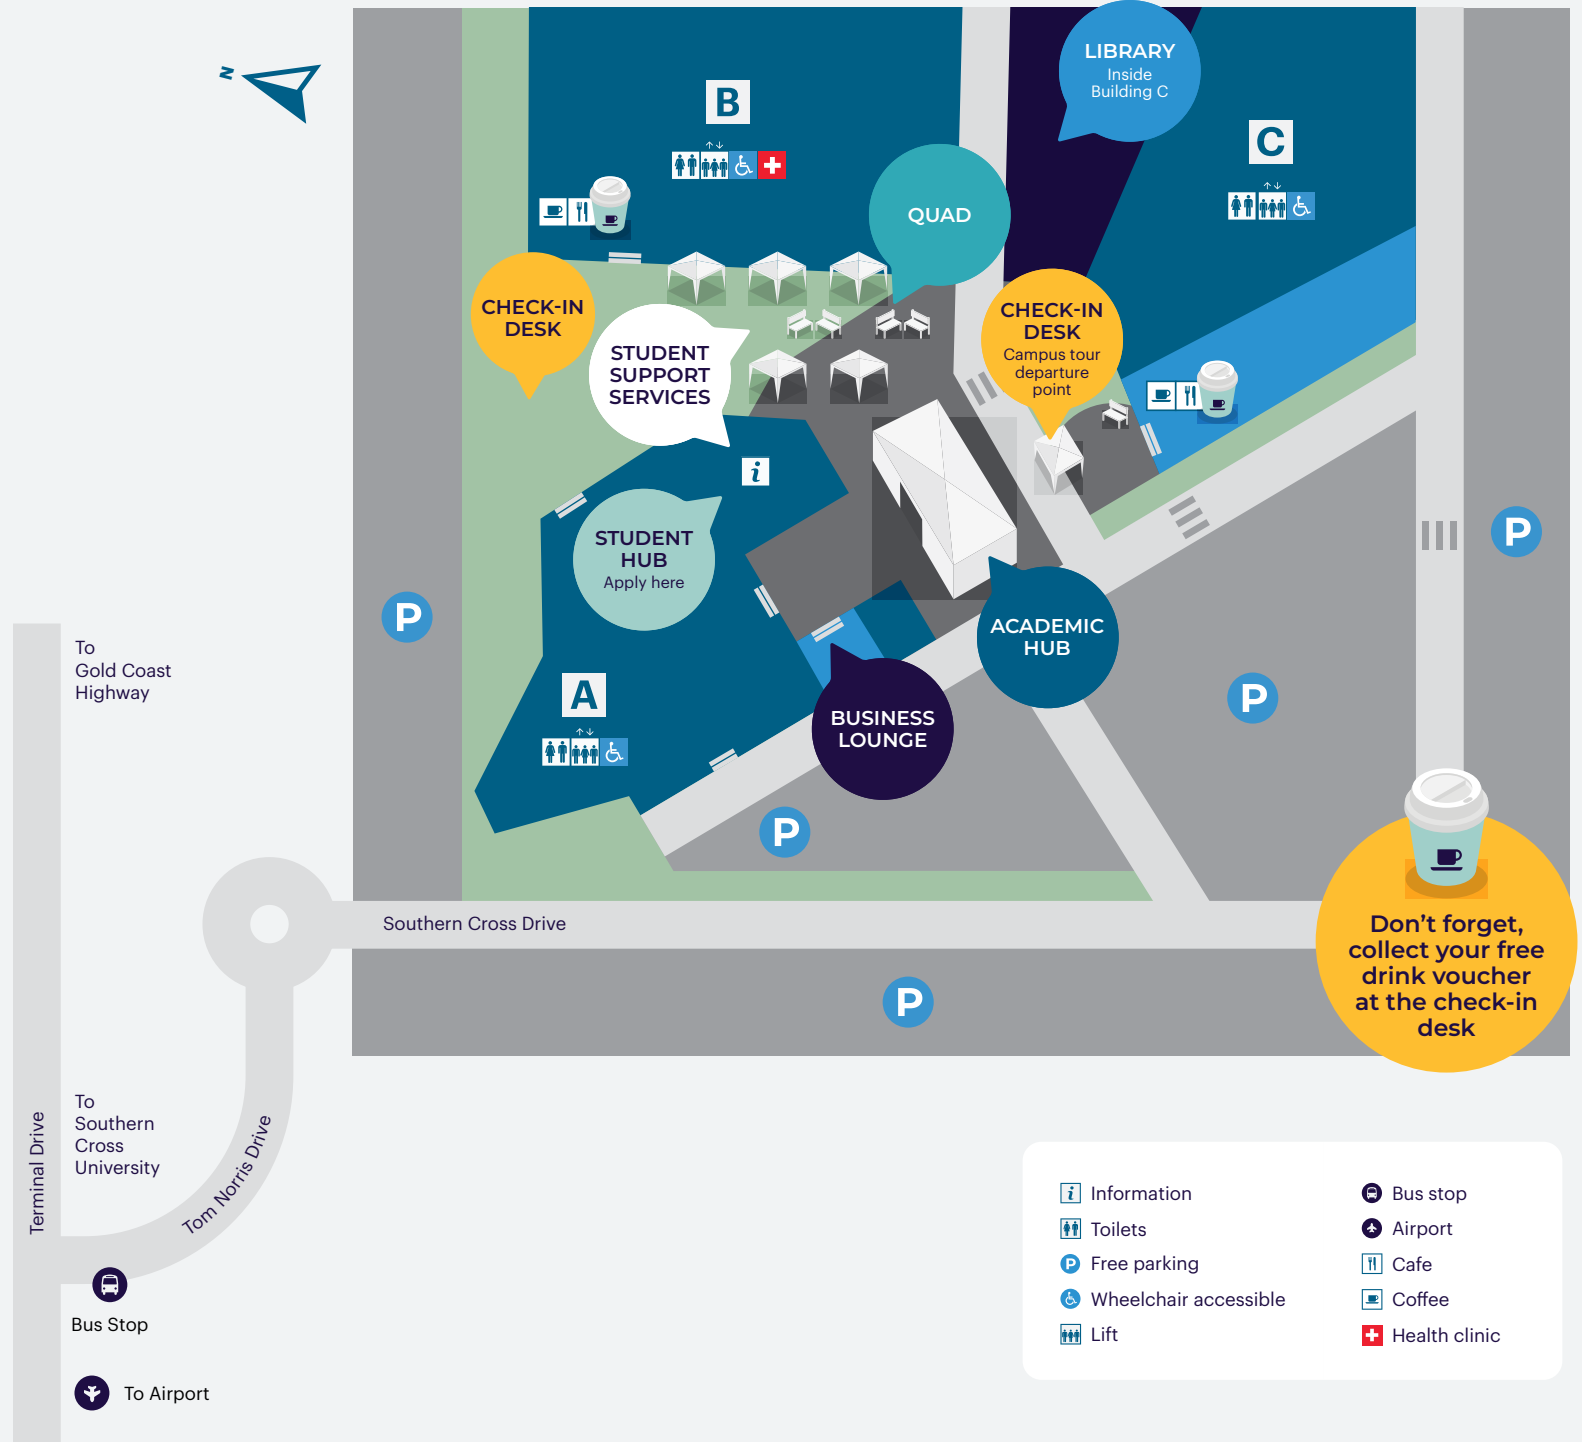 N
LIBRARY
Inside
Building C
B
C
QUAD
CHECK-IN
DESK
CHECK-IN
DESK
Campus tour
departure
point
STUDENT
SUPPORT
SERVICES
i
STUDENT
HUB
Apply here
P
P
To
Gold Coast
Highway
ACADEMIC
HUB
A
P
BUSINESS
LOUNGE
P
Southern Cross Drive
Don't forget,
collect your free
drink voucher
at the check-in
desk
P
Terminal Drive
To
Southern
Cross
University
Tom Norris Drive
Bus Stop
To Airport
i Information
Toilets
P Free parking
Wheelchair accessible
Lift
Bus stop
Airport
Cafe
Coffee
Health clinic